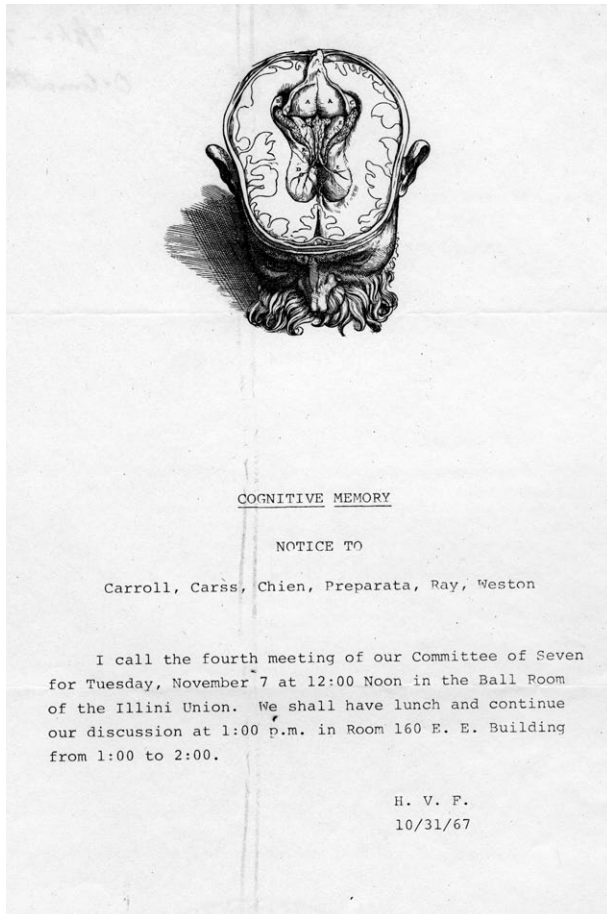 COGNITIVE MEMORY
NOTICE TO
Carroll, Carss, Chien, Preparata, Ray, Weston
I call the fourth meeting of our Committee of Seven
for Tuesday, November 7 at 12:00 Noon in the Ball Room
of the Illini Union. We shall have lunch and continue
our discussion at 1:00 p.m. in Room 160 E. E. Building
from 1:00 to 2:00.
H. V. F.
10/31/67